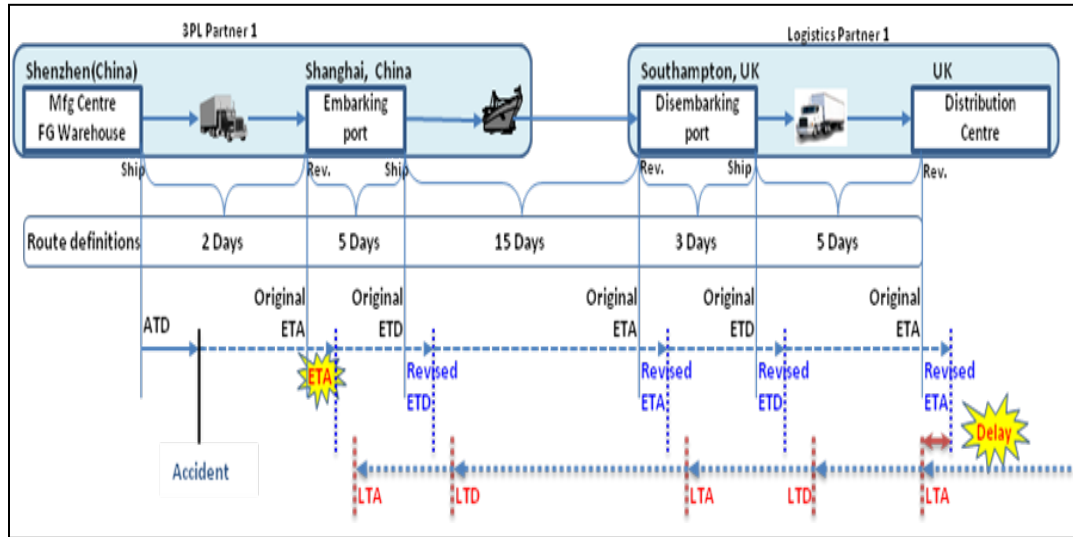 3PL Partner 1
Logistics Partner 1
Shenzhen(China)
Shanghai, China
Southampton, UK
UK
Mfg Centre
FG Warehouse
Embarking
port
Disembarking
port
Distribution
Centre
Ship
Rev.
Ship
Rev.
Ship
Rev.
Route definitions
2 Days
5 Days
15 Days
3 Days
5 Days
ATD
Original
ETA
Original
ETD
Original
ETA
Original
ETD
Original
ETA
ETA
Revised
ETD
Revised
ETA
Revised
ETD
Revised
ETA
Delay
Accident
LTA
LTD
LTA
LTD
LTA